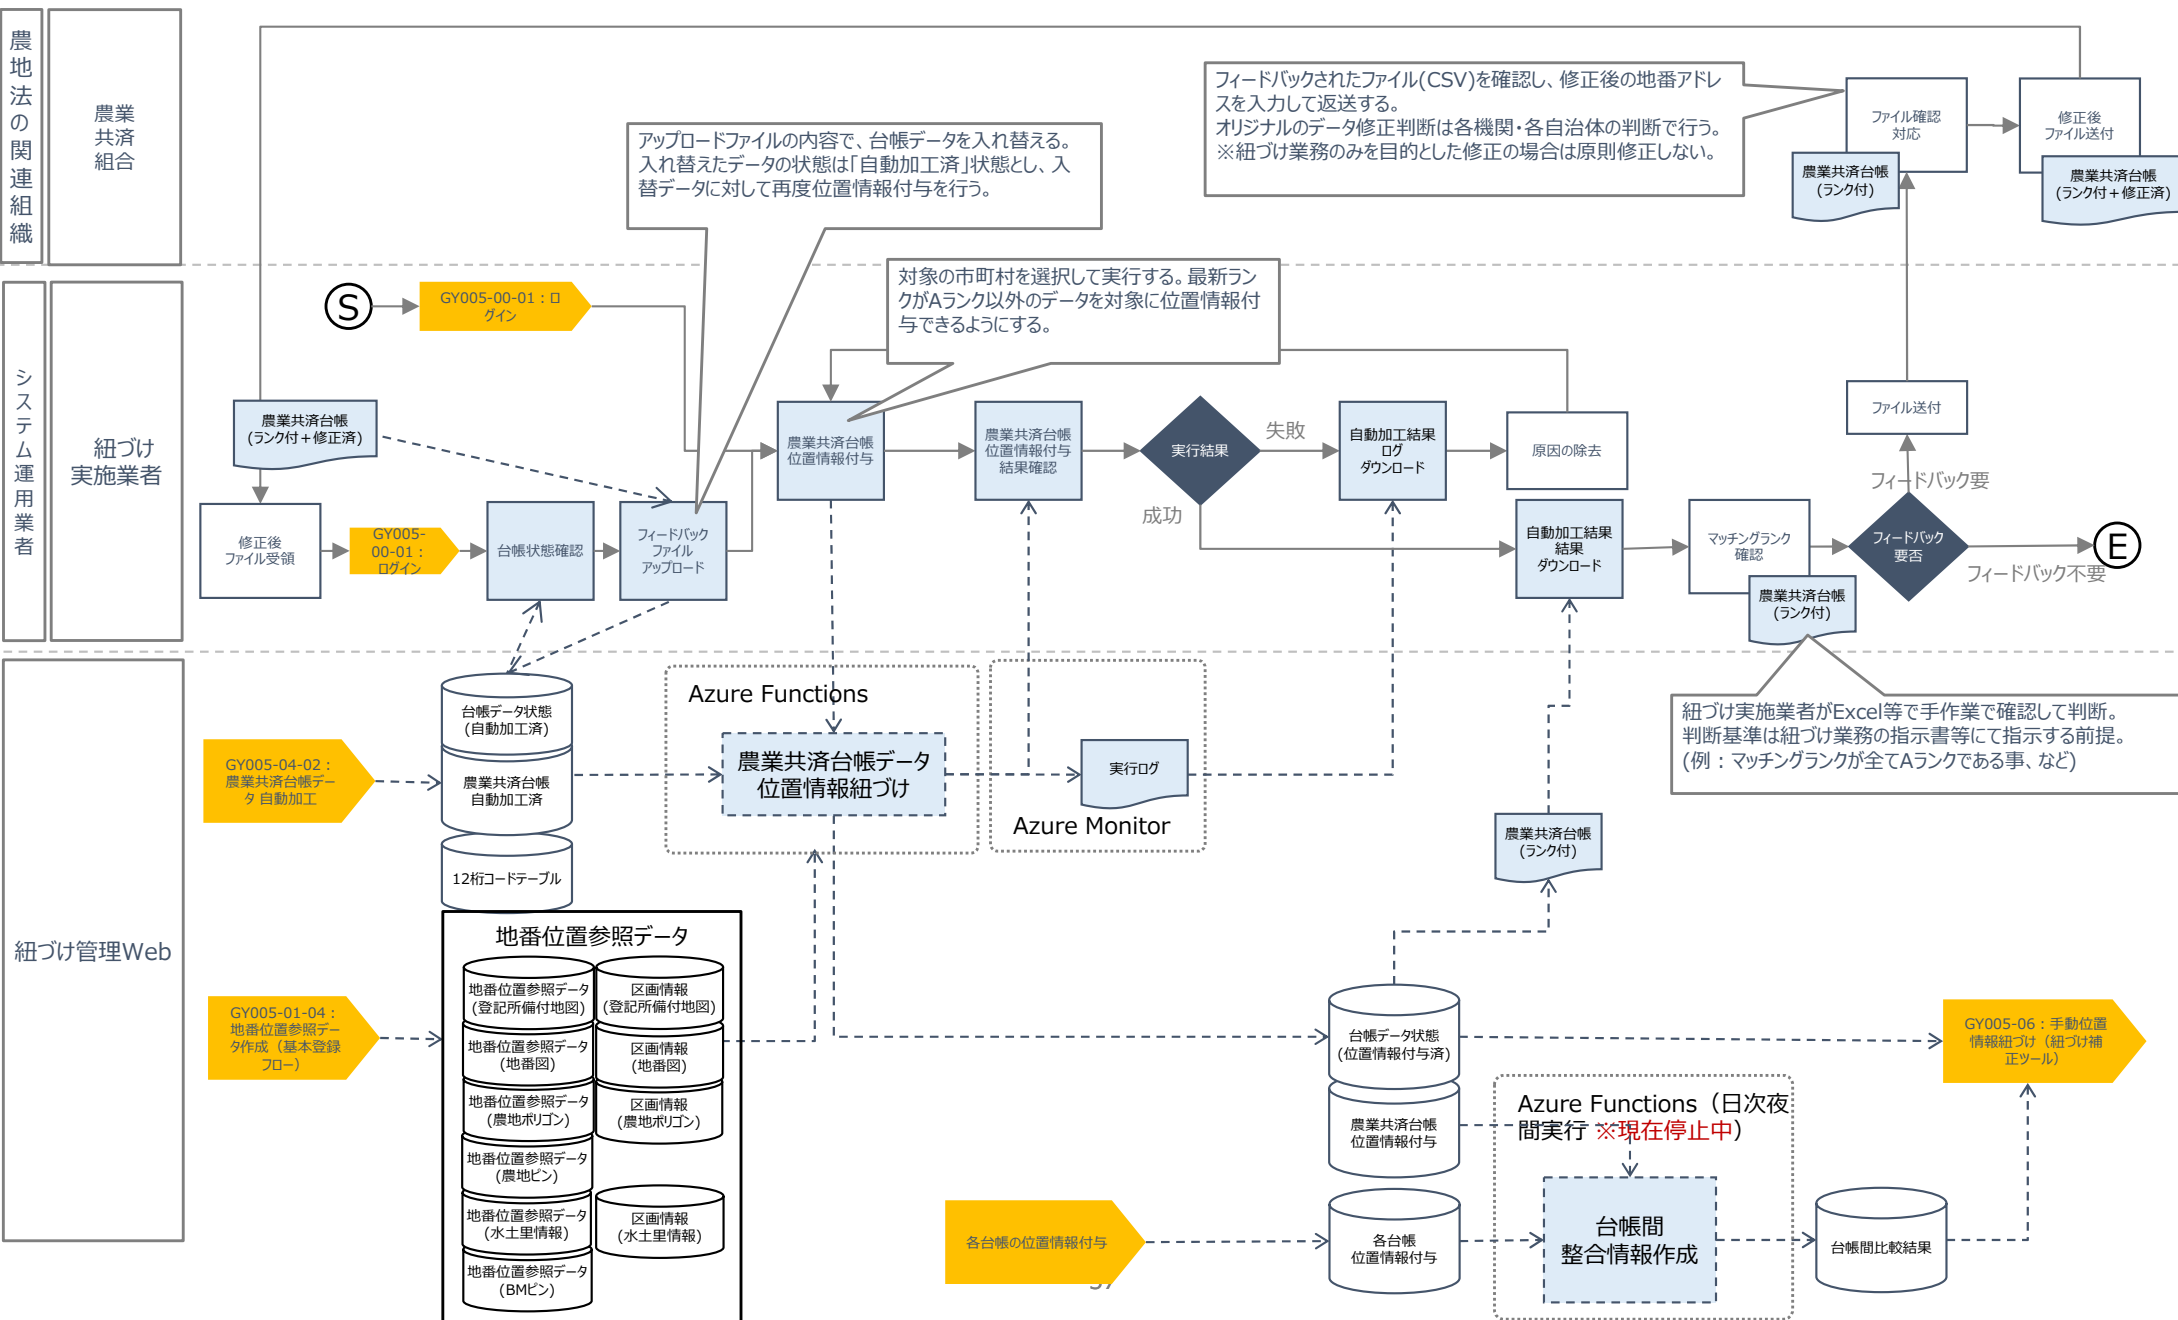 農
地
法
の
関
連
組
織
農業
共済
組合
アップロードファイルの内容で、台帳データを入れ替える。
入れ替えたデータの状態は「自動加工済」状態とし、入
替データに対して再度位置情報付与を行う。
フィードバックされたファイル(CSV)を確認し、修正後の地番アドレ
スを入力して返送する。
オリジナルのデータ修正判断は各機関・各自治体の判断で行う。
※紐づけ業務のみを目的とした修正の場合は原則修正しない。
ファイル確認
対応
農業共済台帳
(ランク付)
修正後
ファイル送付
農業共済台帳
(ランク付＋修正済)
シ
ス
テ
ム
運
用
業
者
紐づけ
実施業者
S
GY005-00-01：ロ
グイン
対象の市町村を選択して実行する。最新ラン
クがAランク以外のデータを対象に位置情報付
与できるようにする。
農業共済台帳
(ランク付＋修正済)
修正後
ファイル受領
GY005-
00-01：
ログイン
台帳状態確認
フィードバック
ファイル
アップロード
農業共済台帳
位置情報付与
農業共済台帳
位置情報付与
結果確認
実行結果
失敗
成功
自動加工結果
ログ
ダウンロード
原因の除去
自動加工結果
結果
ダウンロード
マッチングランク
確認
農業共済台帳
(ランク付)
ファイル送付
フィードバック要
フィードバック
要否
フィードバック不要
E
紐づけ実施業者がExcel等で手作業で確認して判断。
判断基準は紐づけ業務の指示書等にて指示する前提。
(例：マッチングランクが全てAランクである事、など)
紐づけ管理Web
GY005-04-02：
農業共済台帳デー
タ 自動加工
台帳データ状態
(自動加工済)
農業共済台帳
自動加工済
12桁コードテーブル
Azure Functions
農業共済台帳データ
位置情報紐づけ
実行ログ
Azure Monitor
農業共済台帳
(ランク付)
GY005-01-04：
地番位置参照デー
タ作成（基本登録
フロー）
地番位置参照データ
地番位置参照データ
(登記所備付地図)
区画情報
(登記所備付地図)
地番位置参照データ
(地番図)
区画情報
(地番図)
地番位置参照データ
(農地ポリゴン)
区画情報
(農地ポリゴン)
地番位置参照データ
(農地ピン)
地番位置参照データ
(水土里情報)
区画情報
(水土里情報)
地番位置参照データ
(BMピン)
台帳データ状態
(位置情報付与済)
農業共済台帳
位置情報付与
各台帳の位置情報付与
各台帳
位置情報付与
Azure Functions（日次夜
間実行 ※現在停止中）
台帳間
整合情報作成
台帳間比較結果
GY005-06：手動位置
情報紐づけ（紐づけ補
正ツール）